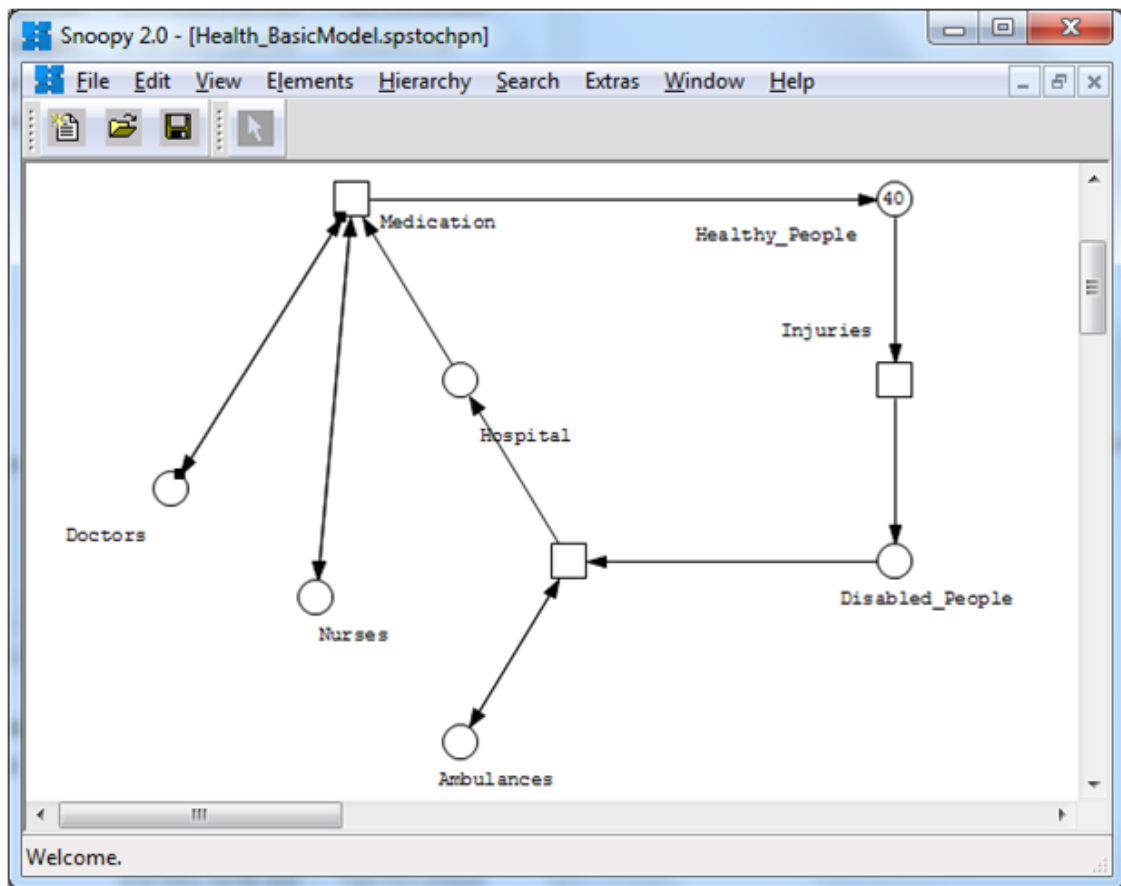 Snoopy 2.0 - [Health_BasicModel.spstochpn]
File Edit View Elements Hierarchy Search Extras Window Help
Medication
40
Healthy_People
Injuries
Hospital
Doctors
Disabled_People
Nurses
Ambulances
Welcome.